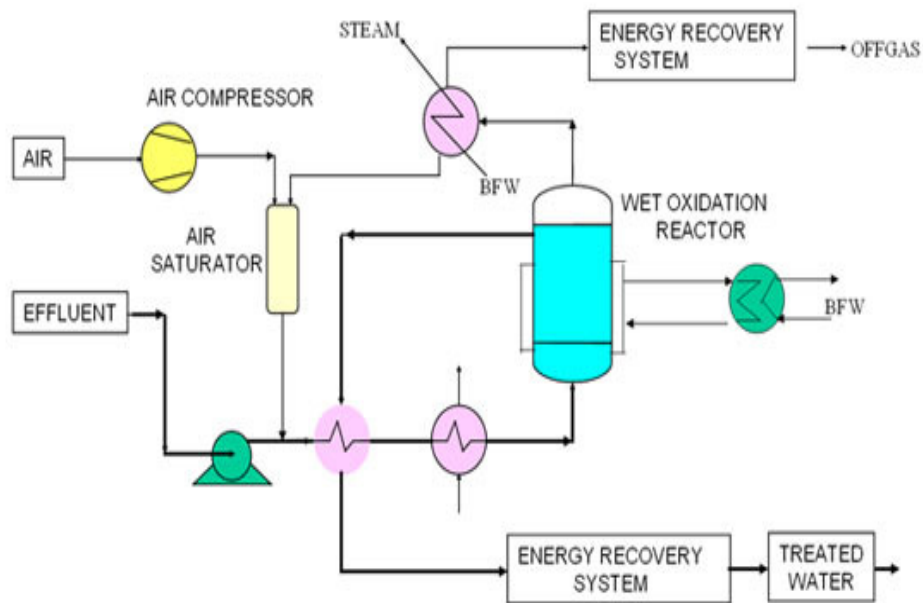 STEAM
ENERGY RECOVERY
SYSTEM
OFFGAS
AIR COMPRESSOR
AIR
BFW
WET OXIDATION
REACTOR
AIR
SATURATOR
EFFLUENT
BFW
ENERGY RECOVERY
SYSTEM
TREATED
WATER